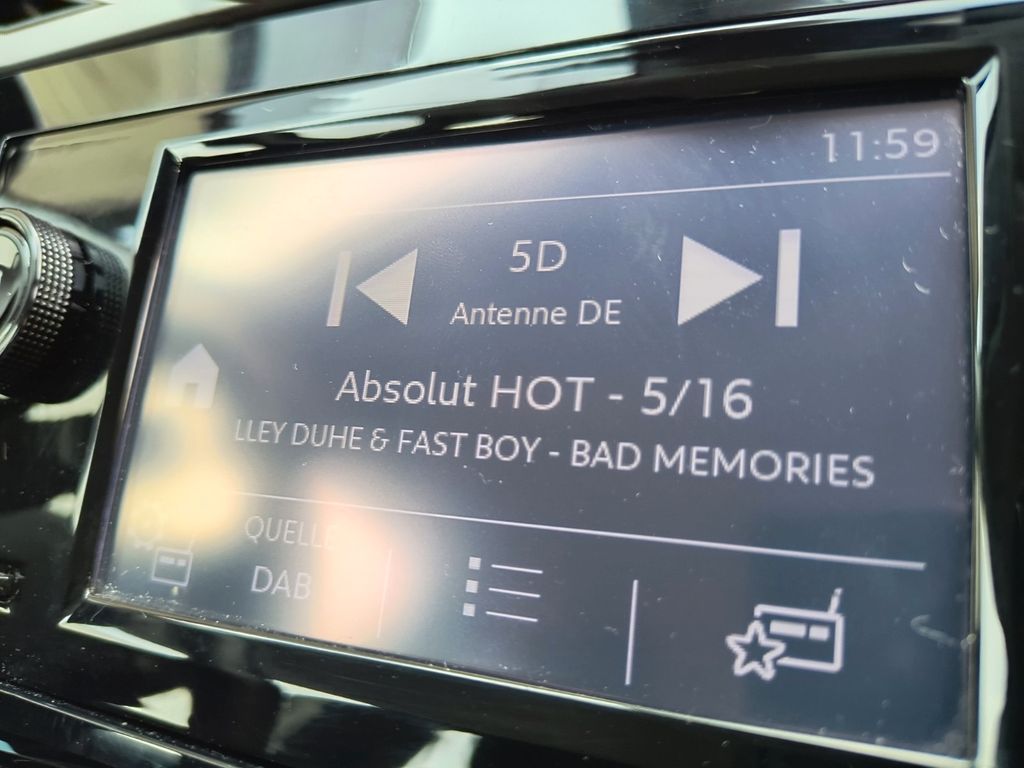 11:59
5D
Antenne DE
Absolut HOT - 5/16
LLEY DUHE & FAST BOY - BAD MEMORIES
QUELLE
DAB